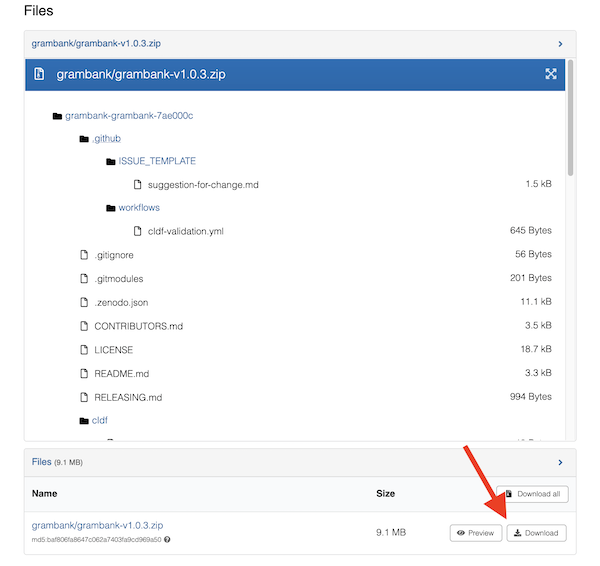 Files
grambank/grambank-v1.0.3.zip
grambank/grambank-v1.0.3.zip
grambank-grambank-7ae000c
.github
ISSUE_TEMPLATE
suggestion-for-change.md 1.5 kB
workflows
cldf-validation.yml 645 Bytes
.gitignore 56 Bytes
.gitmodules 201 Bytes
.zenodo.json 11.1 kB
CONTRIBUTORS.md 3.5 kB
LICENSE 18.7 kB
README.md 3.3 kB
RELEASING.md 994 Bytes
cldf
Files (9.1 MB)
Name Size Download all
grambank/grambank-v1.0.3.zip 9.1 MB Preview Download
md5:baf806fa8647c062a7403fa9cd969a50